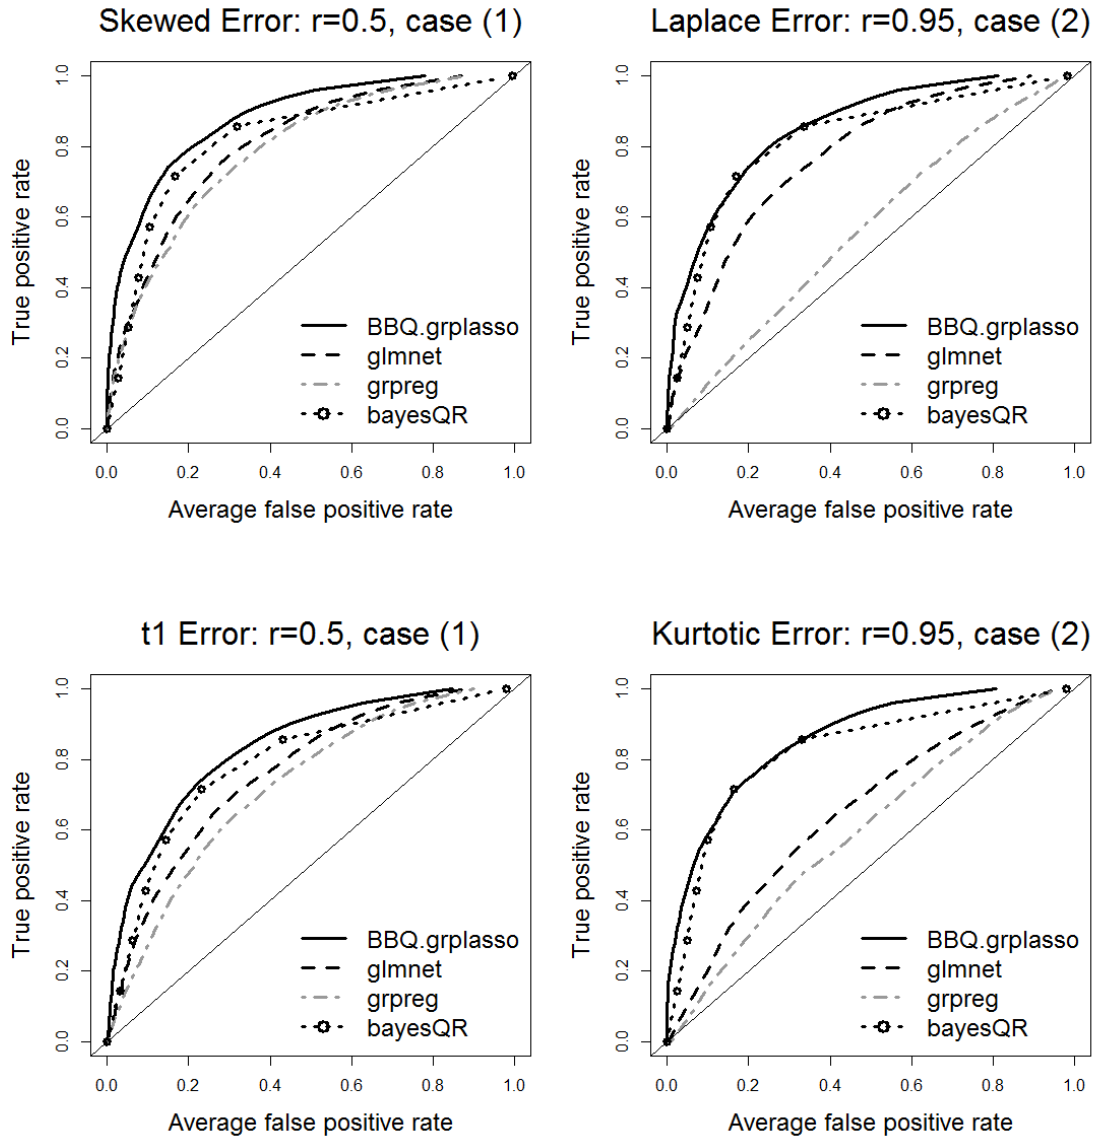 Skewed Error: r=0.5, case (1)
True positive rate
1.0
0.8
0.6
0.4
0.2
0.0
BBQ.grplasso
glmnet
grpreg
bayesQR
0.0 0.2 0.4 0.6 0.8 1.0
Average false positive rate
Laplace Error: r=0.95, case (2)
True positive rate
1.0
0.8
0.6
0.4
0.2
0.0
BBQ.grplasso
glmnet
grpreg
bayesQR
0.0 0.2 0.4 0.6 0.8 1.0
Average false positive rate
t1 Error: r=0.5, case (1)
True positive rate
1.0
0.8
0.6
0.4
0.2
0.0
BBQ.grplasso
glmnet
grpreg
bayesQR
0.0 0.2 0.4 0.6 0.8 1.0
Average false positive rate
Kurtotic Error: r=0.95, case (2)
True positive rate
1.0
0.8
0.6
0.4
0.2
0.0
BBQ.grplasso
glmnet
grpreg
bayesQR
0.0 0.2 0.4 0.6 0.8 1.0
Average false positive rate